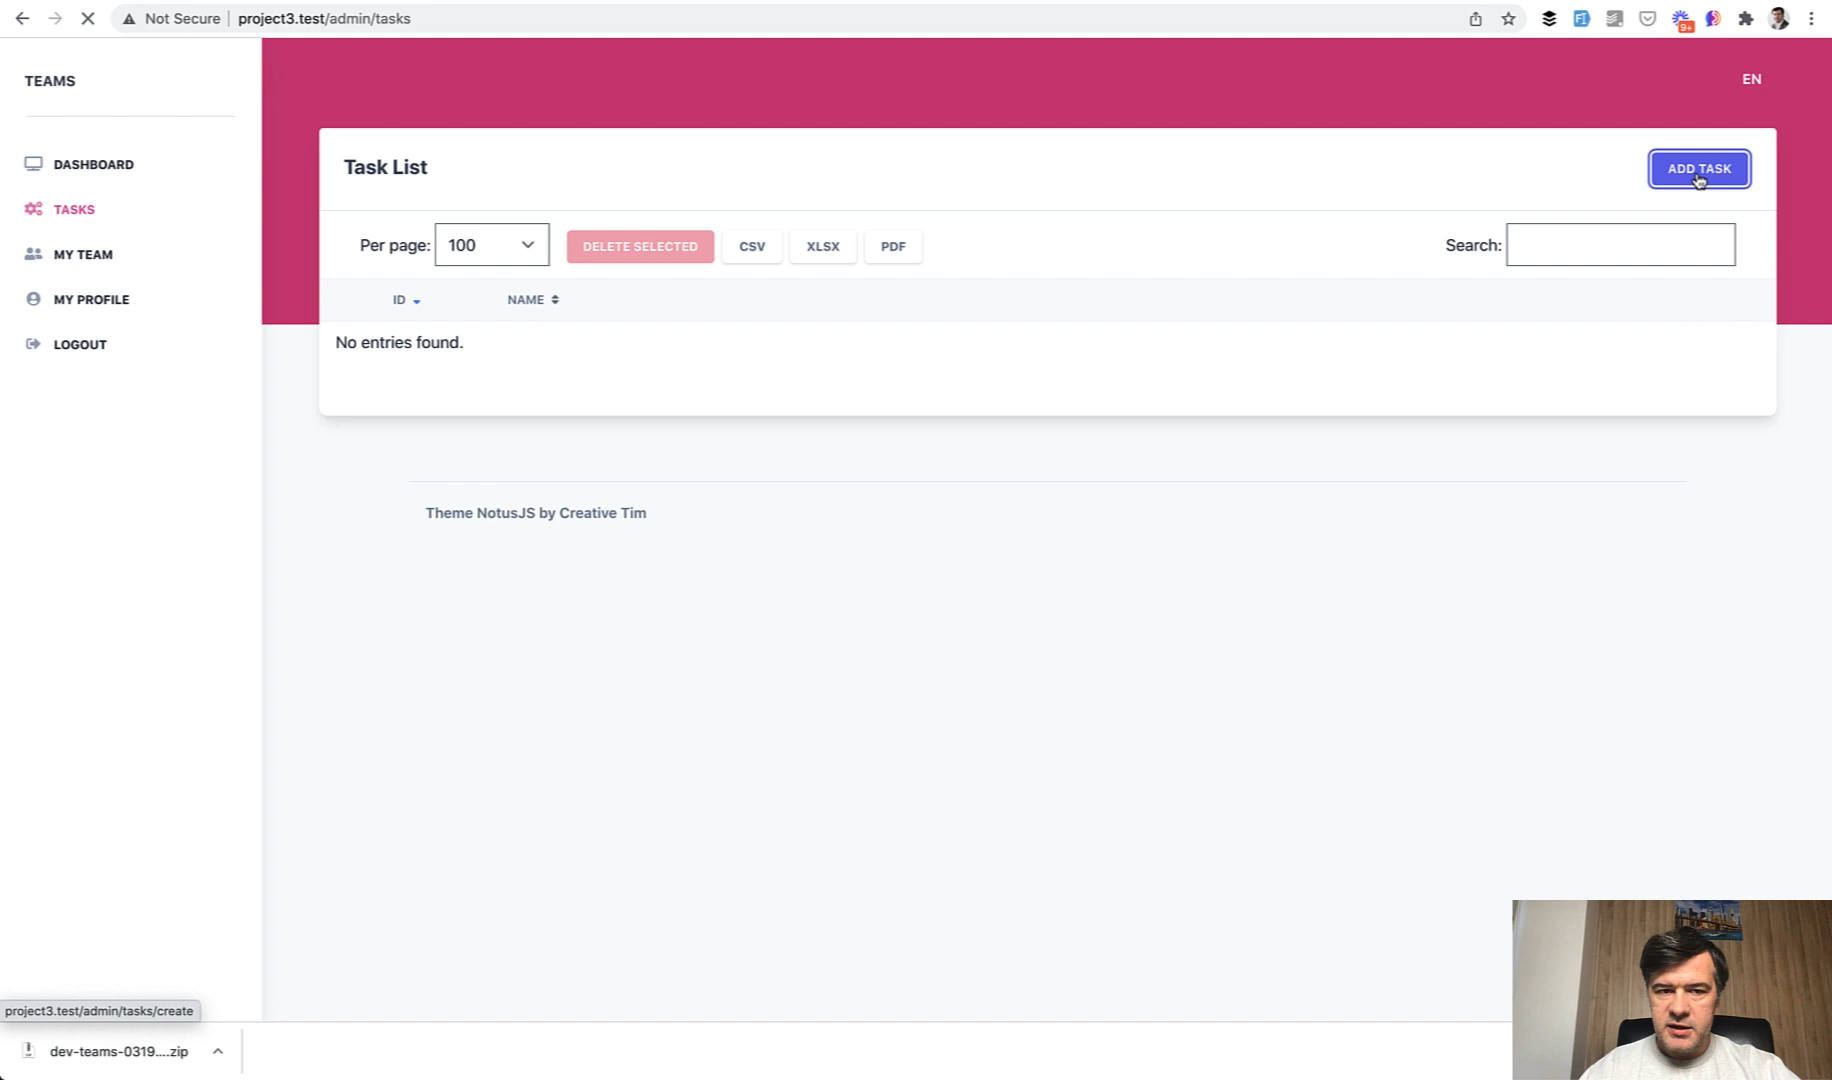 Not Secure | project3.test/admin/tasks
9+
TEAMS
EN
DASHBOARD
TASKS
MY TEAM
MY PROFILE
LOGOUT
Task List
ADD TASK
Per page: 100
DELETE SELECTED
CSV
XLSX
PDF
Search:
ID
NAME
No entries found.
Theme NotusJS by Creative Tim
project3.test/admin/tasks/create
dev-teams-0319....zip